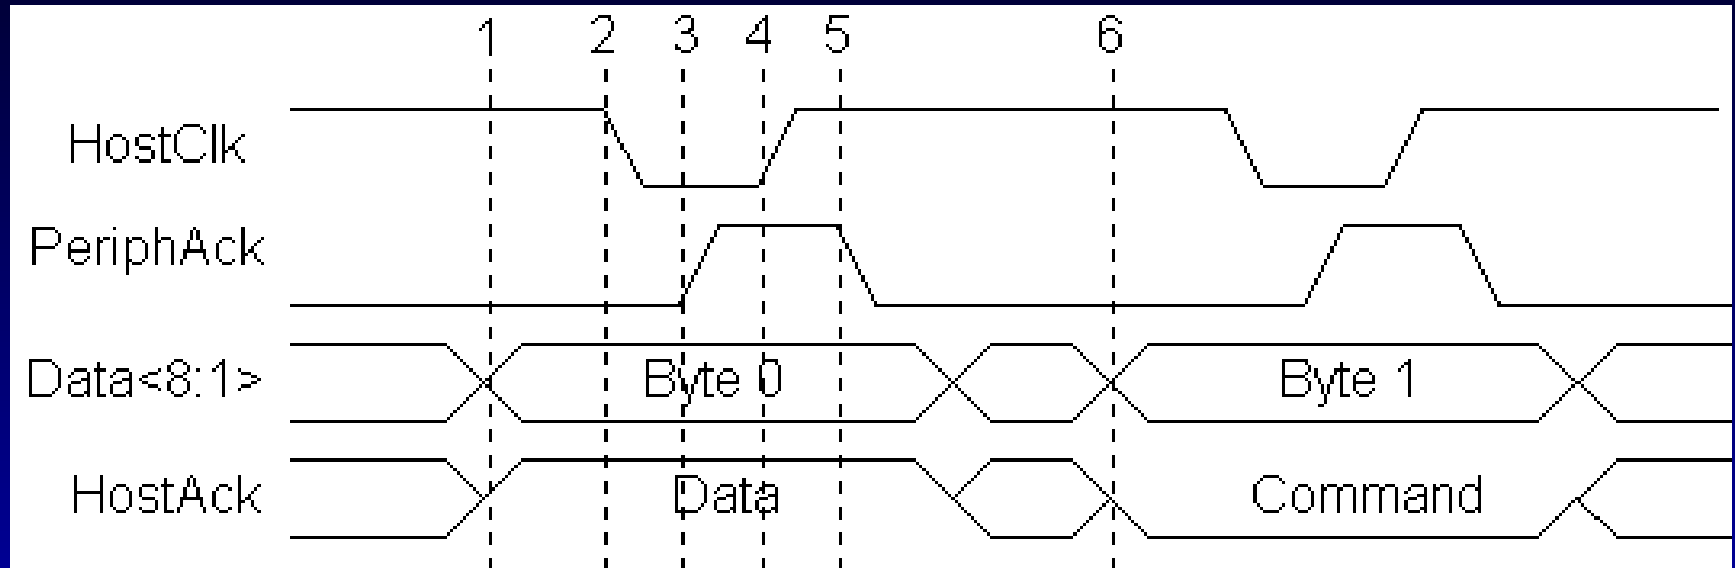 1 2 3 4 5 6
HostClk
PeriphAck
Data<8:1> Byte 0 Byte 1
HostAck Data Command